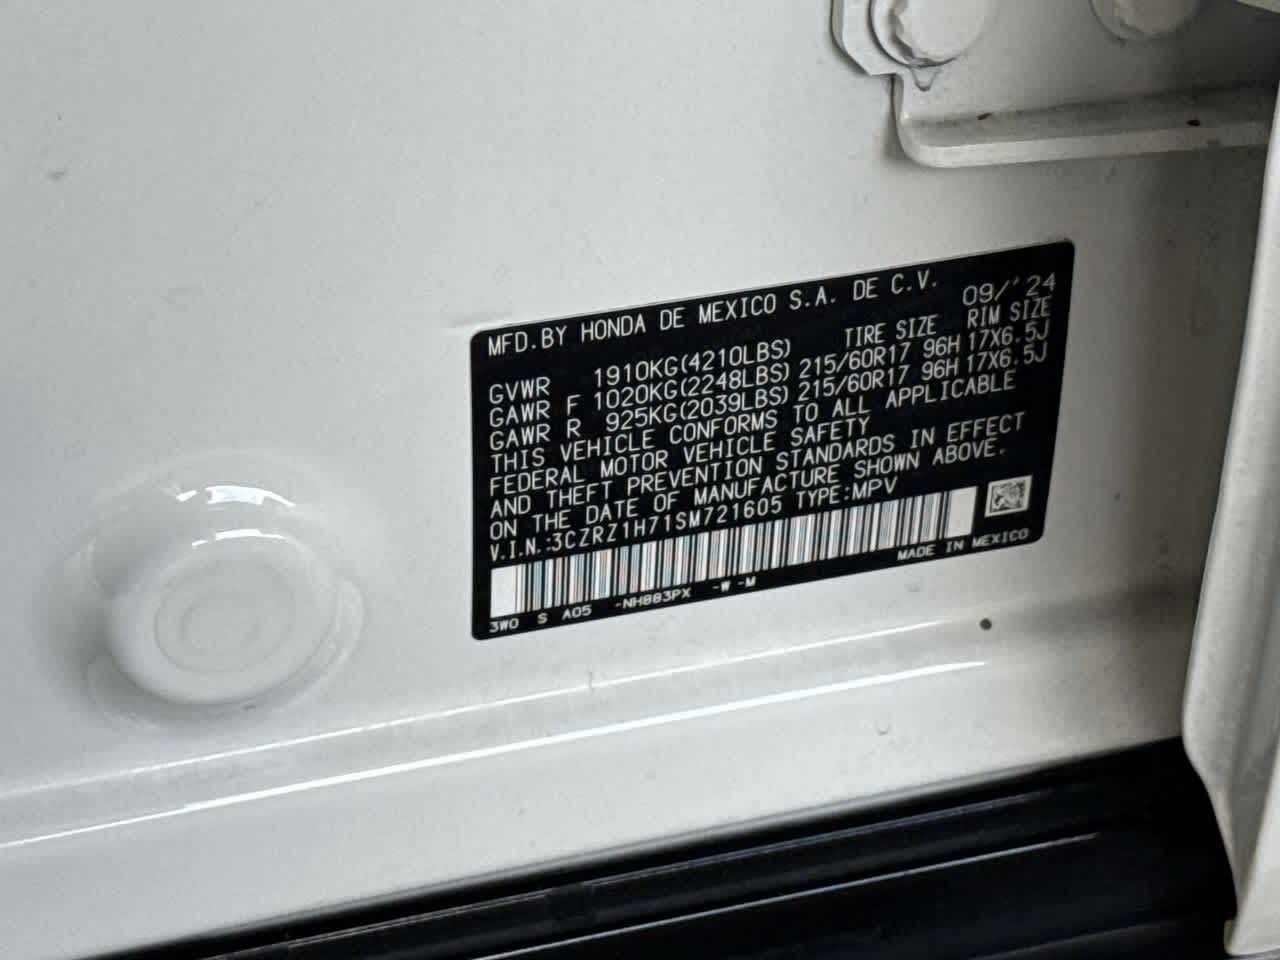 MFD. BY HONDA DE MEXICO S.A. DE C.V. 09/'24
TIRE SIZE RIM SIZE
GVWR 1910KG(4210LBS)
GAWR F 1020KG(2248LBS) 215/60R17 96H 17X6.5J
GAWR R 925KG(2039LBS) 215/60R17 96H 17X6.5J
THIS VEHICLE CONFORMS TO ALL APPLICABLE
FEDERAL MOTOR VEHICLE SAFETY
AND THEFT PREVENTION STANDARDS IN EFFECT
ON THE DATE OF MANUFACTURE SHOWN ABOVE.
V.I.N.:3CZRZ1H71SM721605 TYPE:MPV
MADE IN MEXICO
3W0 S A05 -NH883PX -W -M